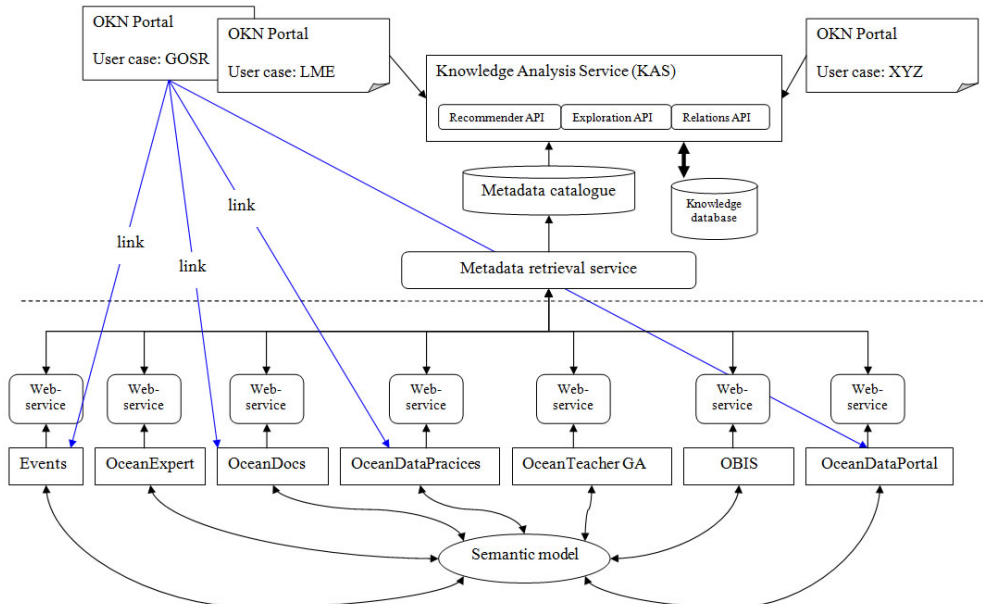 OKN Portal
User case: GOSR
OKN Portal
User case: LME
OKN Portal
User case: XYZ
Knowledge Analysis Service (KAS)
Recommender API
Exploration API
Relations API
Metadata catalogue
Knowledge
database
link
link
link
Metadata retrieval service
Web-
service
Web-
service
Web-
service
Web-
service
Web-
service
Web-
service
Web-
service
Events
OceanExpert
OceanDocs
OceanDataPracices
OceanTeacher GA
OBIS
OceanDataPortal
Semantic model